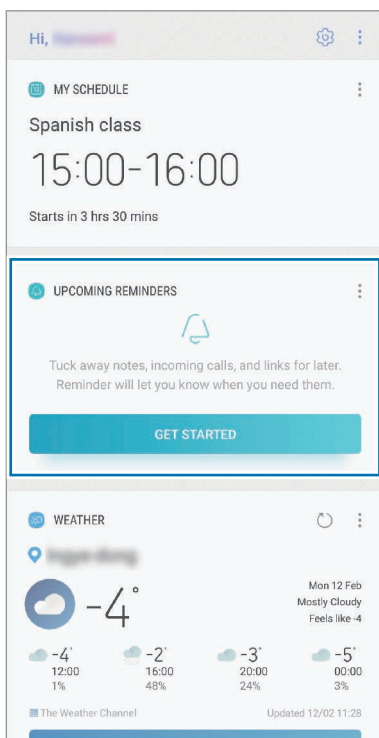 Hi,
MY SCHEDULE
Spanish class
15:00-16:00
Starts in 3 hrs 30 mins
UPCOMING REMINDERS
Tuck away notes, incoming calls, and links for later.
Reminder will let you know when you need them.
GET STARTED
WEATHER
-4°
Mon 12 Feb
Mostly Cloudy
Feels like -4
-4° -2° -3° -5°
12:00 16:00 20:00 00:00
1% 48% 24% 3%
The Weather Channel Updated 12/02 11:28